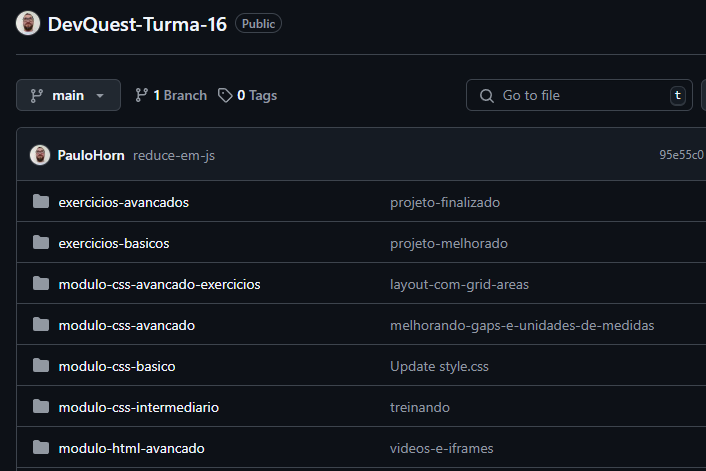 DevQuest-Turma-16 Public
main 1 Branch 0 Tags Go to file t
PauloHorn reduce-em-js 95e55c0
exercicios-avancados projeto-finalizado
exercicios-basicos projeto-melhorado
modulo-css-avancado-exercicios layout-com-grid-areas
modulo-css-avancado melhorando-gaps-e-unidades-de-medidas
modulo-css-basico Update style.css
modulo-css-intermediario treinando
modulo-html-avancado videos-e-iframes